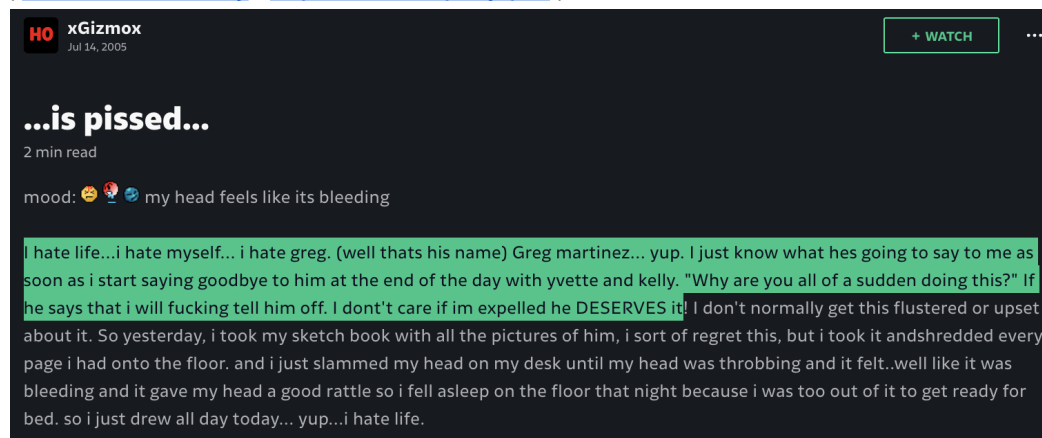 HO
xGizmox
Jul 14, 2005
+ WATCH
...
...is pissed...
2 min read
mood: my head feels like its bleeding
I hate life...i hate myself... i hate greg. (well thats his name) Greg martinez... yup. I just know what hes going to say to me as
soon as i start saying goodbye to him at the end of the day with yvette and kelly. "Why are you all of a sudden doing this?" If
he says that i will fucking tell him off. I dont't care if im expelled he DESERVES it! I don't normally get this flustered or upset
about it. So yesterday, i took my sketch book with all the pictures of him, i sort of regret this, but i took it andshredded every
page i had onto the floor. and i just slammed my head on my desk until my head was throbbing and it felt..well like it was
bleeding and it gave my head a good rattle so i fell asleep on the floor that night because i was too out of it to get ready for
bed. so i just drew all day today... yup...i hate life.